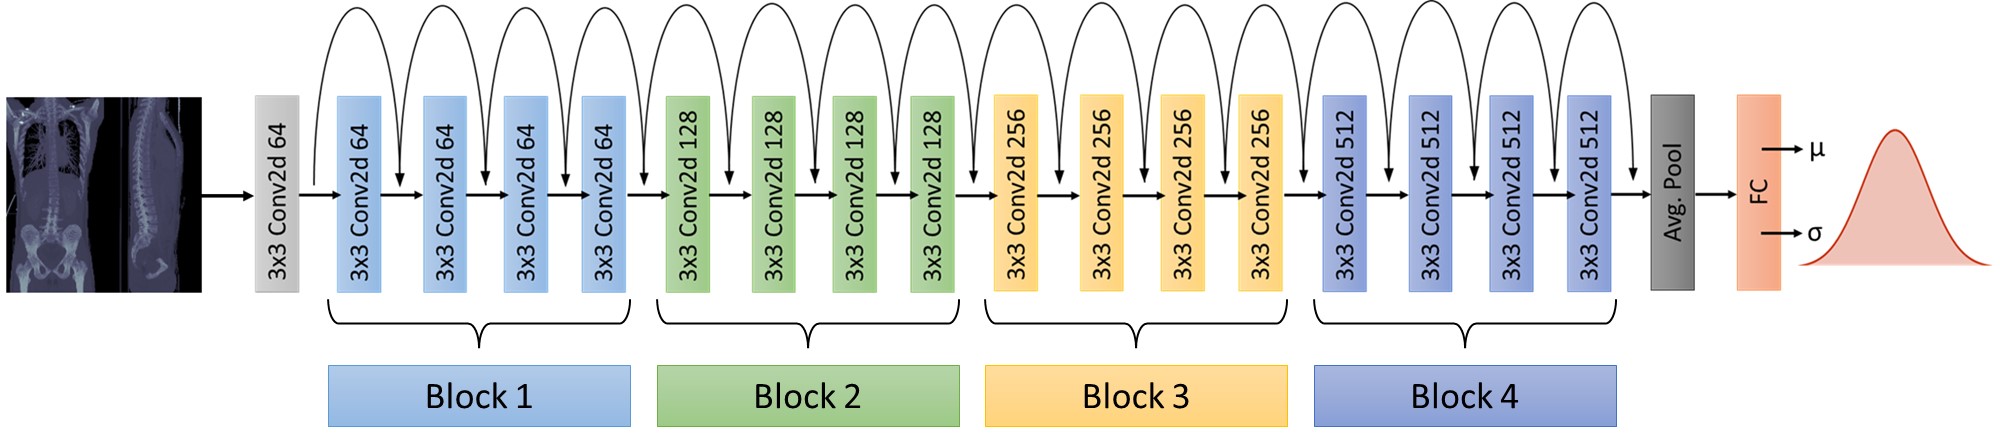 3x3 Conv2d 64
3x3 Conv2d 64
3x3 Conv2d 64
3x3 Conv2d 64
3x3 Conv2d 64
3x3 Conv2d 128
3x3 Conv2d 128
3x3 Conv2d 128
3x3 Conv2d 128
3x3 Conv2d 256
3x3 Conv2d 256
3x3 Conv2d 256
3x3 Conv2d 256
3x3 Conv2d 512
3x3 Conv2d 512
3x3 Conv2d 512
3x3 Conv2d 512
Avg. Pool
FC
μ
σ
Block 1
Block 2
Block 3
Block 4